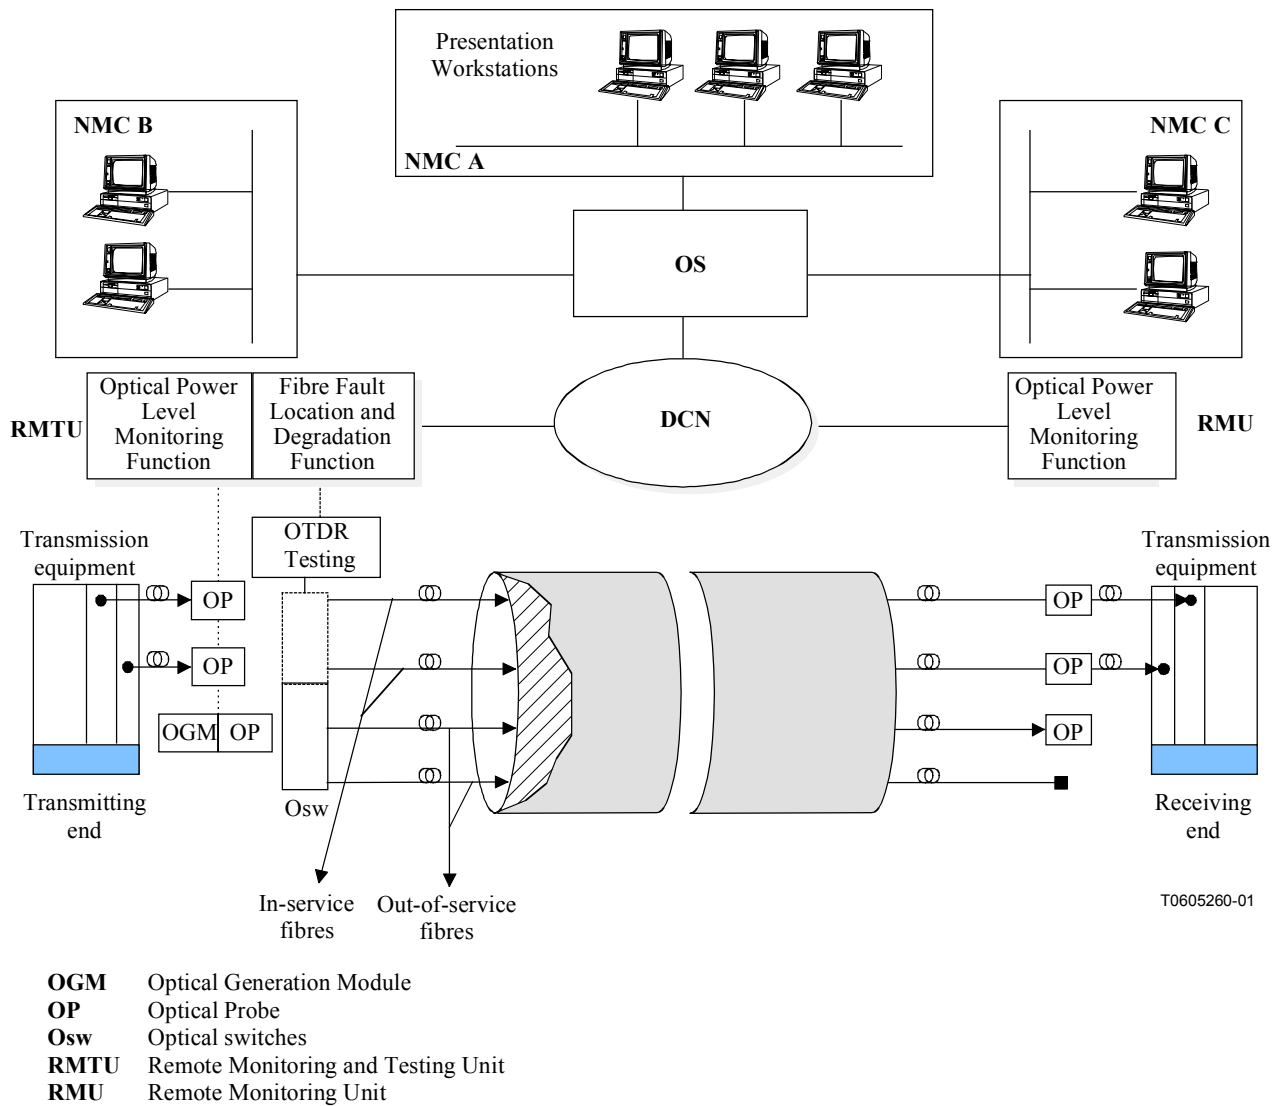 Presentation
Workstations
NMC B
NMC C
NMC A
OS
Optical Power
Level
Monitoring
Function
Fibre Fault
Location and
Degradation
Function
RMTU
DCN
Optical Power
Level
Monitoring
Function
RMU
OTDR
Testing
Transmission
equipment
Transmission
equipment
OP
OP
OP
OP
OGM
OP
OP
Osw
Transmitting
end
Receiving
end
In-service
fibres
Out-of-service
fibres
T0605260-01
OGM Optical Generation Module
OP Optical Probe
Osw Optical switches
RMTU Remote Monitoring and Testing Unit
RMU Remote Monitoring Unit